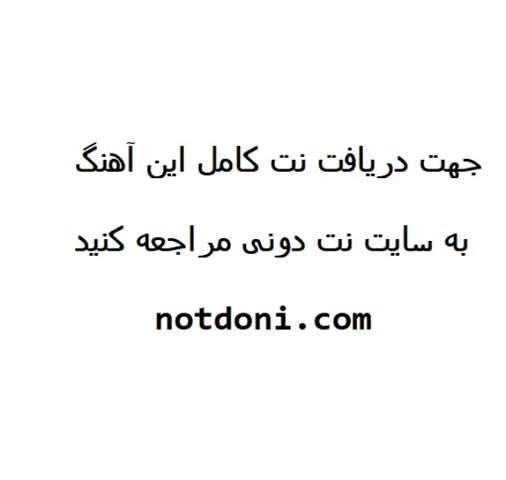 جهت دریافت نت کامل این آهنگ
به سایت نت دونی مراجعه کنید
notdoni.com